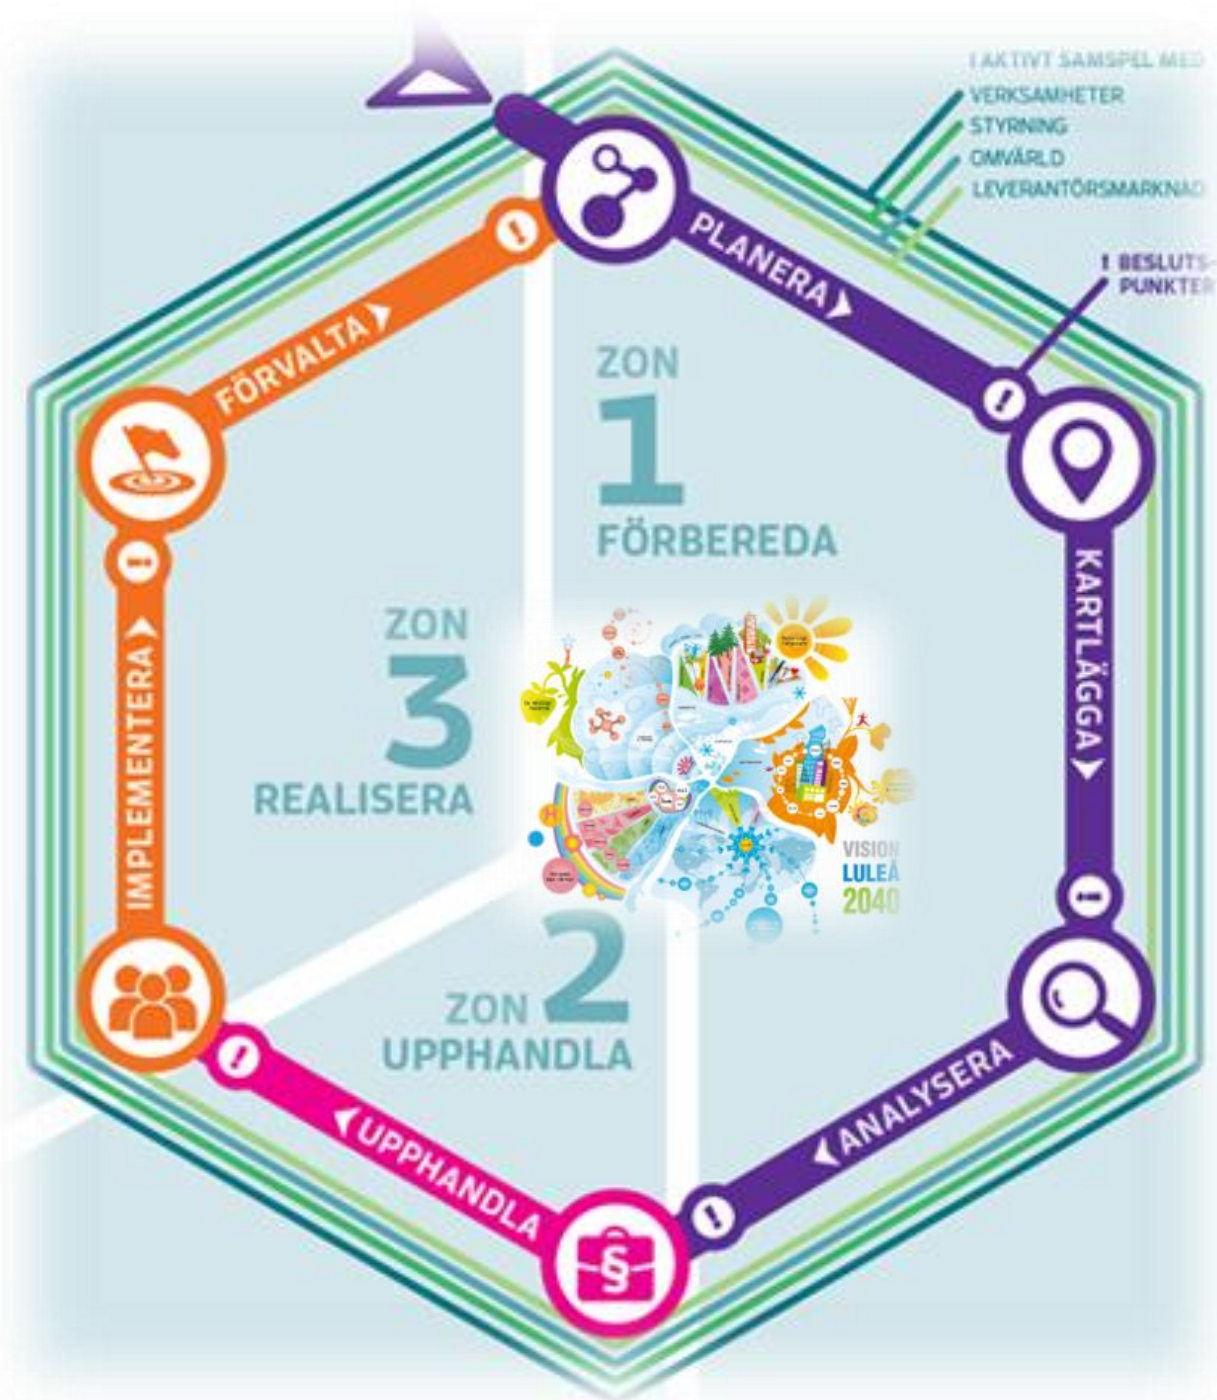 I AKTIVT SAMSPEL MED
VERKSAMHETER
STYRNING
OMVÄRLD
LEVERANTÖRSMARKNAD
! BESLUTS-
PUNKTER
PLANERA
KARTLÄGGA
ANALYSERA
UPPHANDLA
IMPLEMENTERA
FÖRVALTA
ZON
1
FÖRBEREDA
ZON
3
REALISERA
ZON 2
UPPHANDLA
VISION
LULEÅ
2040
§
!
!
!
!
!
!